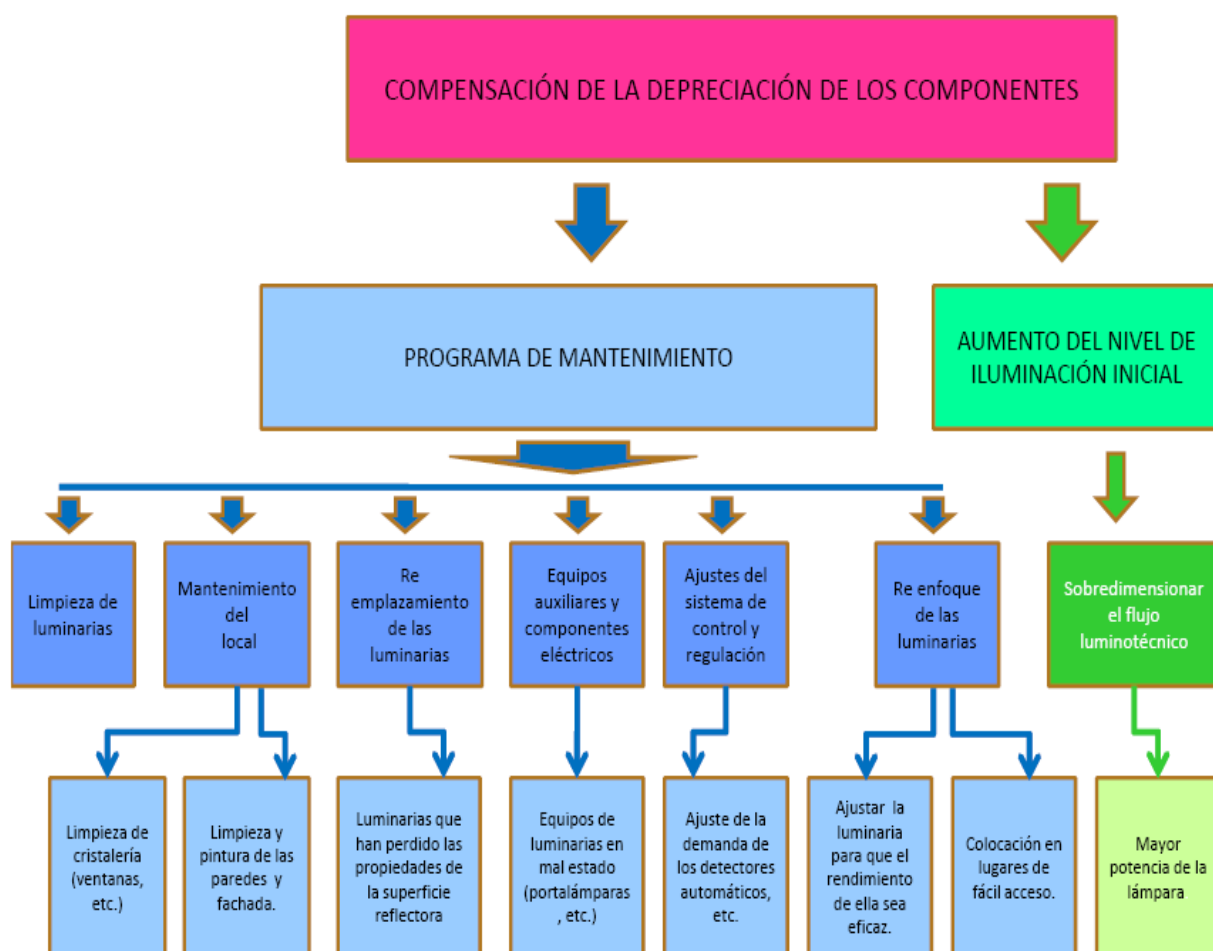 COMPENSACIÓN DE LA DEPRECIACIÓN DE LOS COMPONENTES
PROGRAMA DE MANTENIMIENTO
AUMENTO DEL NIVEL DE
ILUMINACIÓN INICIAL
Limpieza de
luminarias
Mantenimiento
del
local
Re
emplazamiento
de las
luminarias
Equipos
auxiliares y
componentes
eléctricos
Ajustes del
sistema de
control y
regulación
Re enfoque
de las
luminarias
Sobredimensionar
el flujo
luminotécnico
Limpieza de
cristalería
(ventanas,
etc.)
Limpieza y
pintura de las
paredes y
fachada.
Luminarias que
han perdido las
propiedades de
la superficie
reflectora
Equipos de
luminarias en
mal estado
(portalámparas
, etc.)
Ajuste de la
demanda de
los detectores
automáticos,
etc.
Ajustar la
luminaria
para que el
rendimiento
de ella sea
eficaz.
Colocación en
lugares de
fácil acceso.
Mayor
potencia de la
lámpara